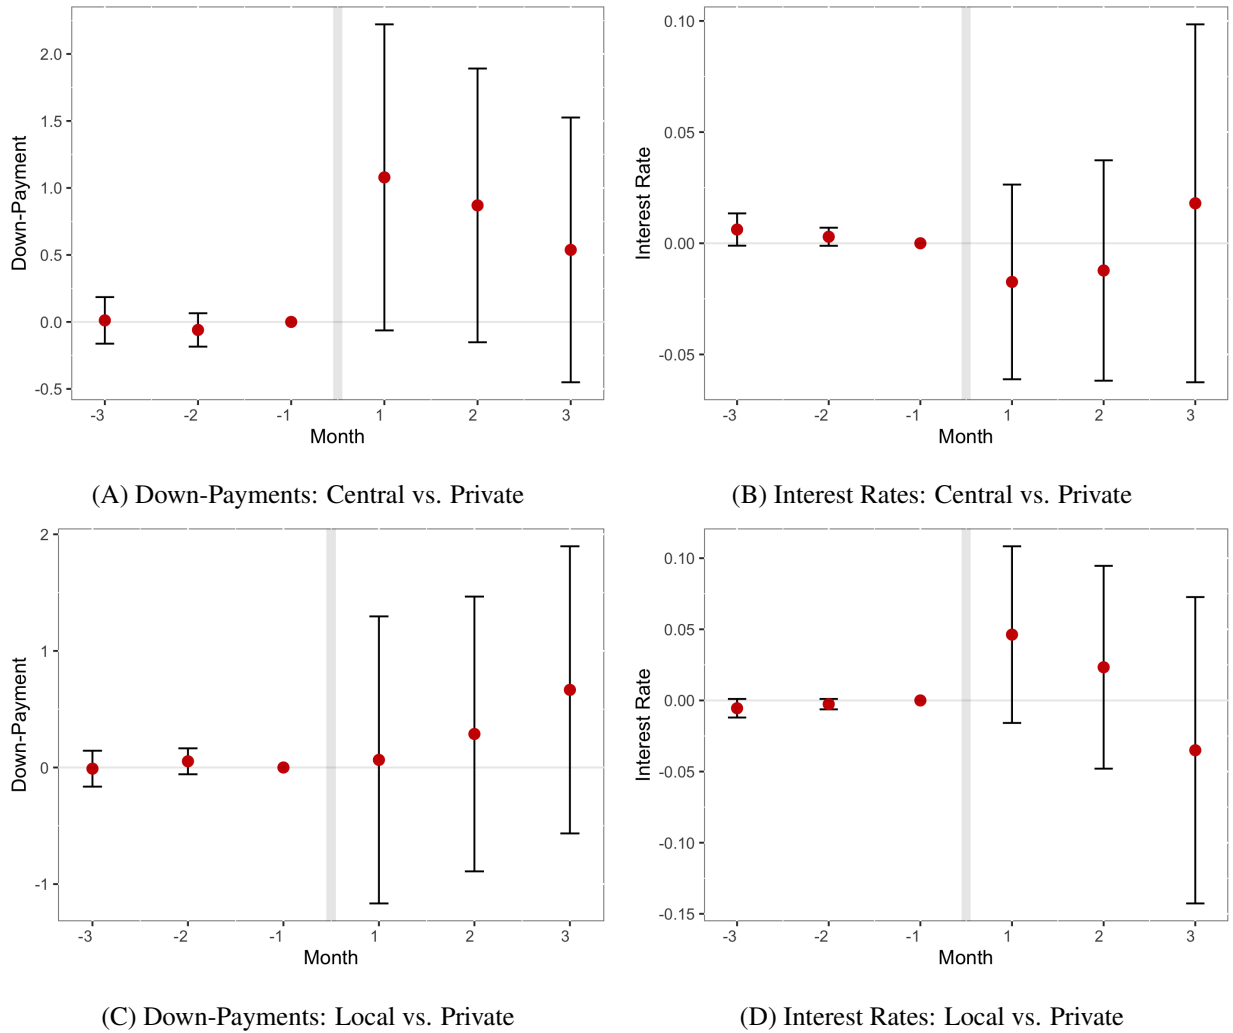 Down-Payment
2.0
1.5
1.0
0.5
0.0
-0.5
-3 -2 -1 1 2 3
Month
(A) Down-Payments: Central vs. Private
Interest Rate
0.10
0.05
0.00
-0.05
-3 -2 -1 1 2 3
Month
(B) Interest Rates: Central vs. Private
Down-Payment
2
1
0
-1
-3 -2 -1 1 2 3
Month
(C) Down-Payments: Local vs. Private
Interest Rate
0.10
0.05
0.00
-0.05
-0.10
-0.15
-3 -2 -1 1 2 3
Month
(D) Interest Rates: Local vs. Private